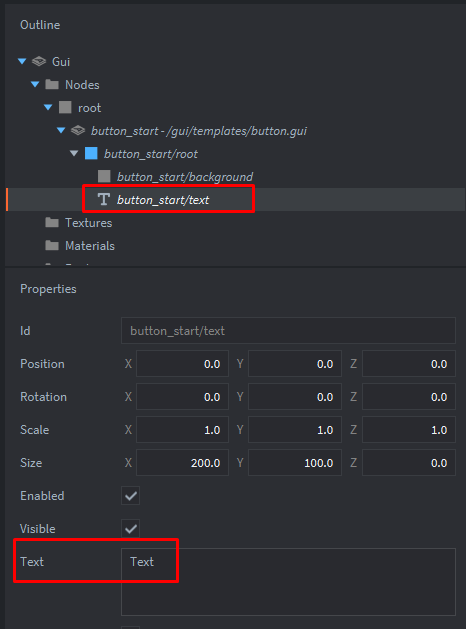 Outline
Gui
Nodes
root
button_start - /gui/templates/button.gui
button_start/root
button_start/background
button_start/text
Textures
Materials
Properties
Id button_start/text
Position X 0.0 Y 0.0 Z 0.0
Rotation X 0.0 Y 0.0 Z 0.0
Scale X 1.0 Y 1.0 Z 1.0
Size X 200.0 Y 100.0 Z 0.0
Enabled
Visible
Text Text